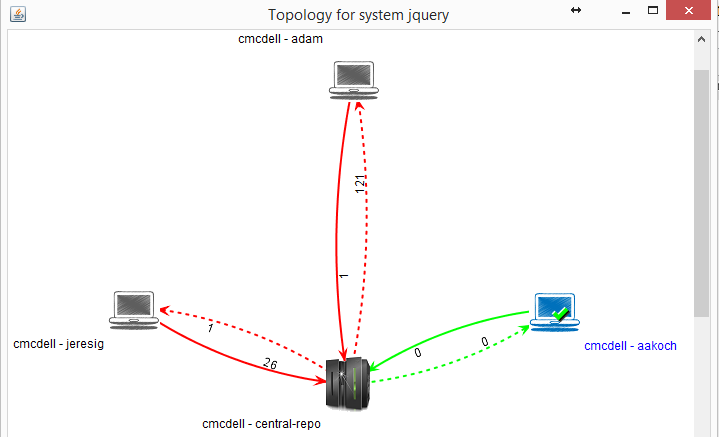 Topology for system jquery
cmcdell - adam
121
1
1
26
0
0
cmcdell - jeresig
cmcdell - aakoch
cmcdell - central-repo